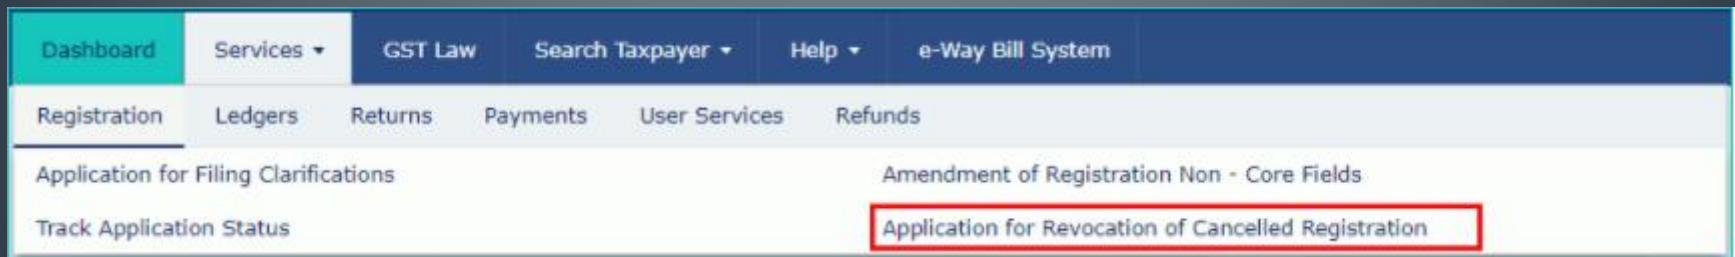 Dashboard Services GST Law Search Taxpayer Help e-Way Bill System
Registration Ledgers Returns Payments User Services Refunds
Application for Filing Clarifications Amendment of Registration Non - Core Fields
Track Application Status Application for Revocation of Cancelled Registration